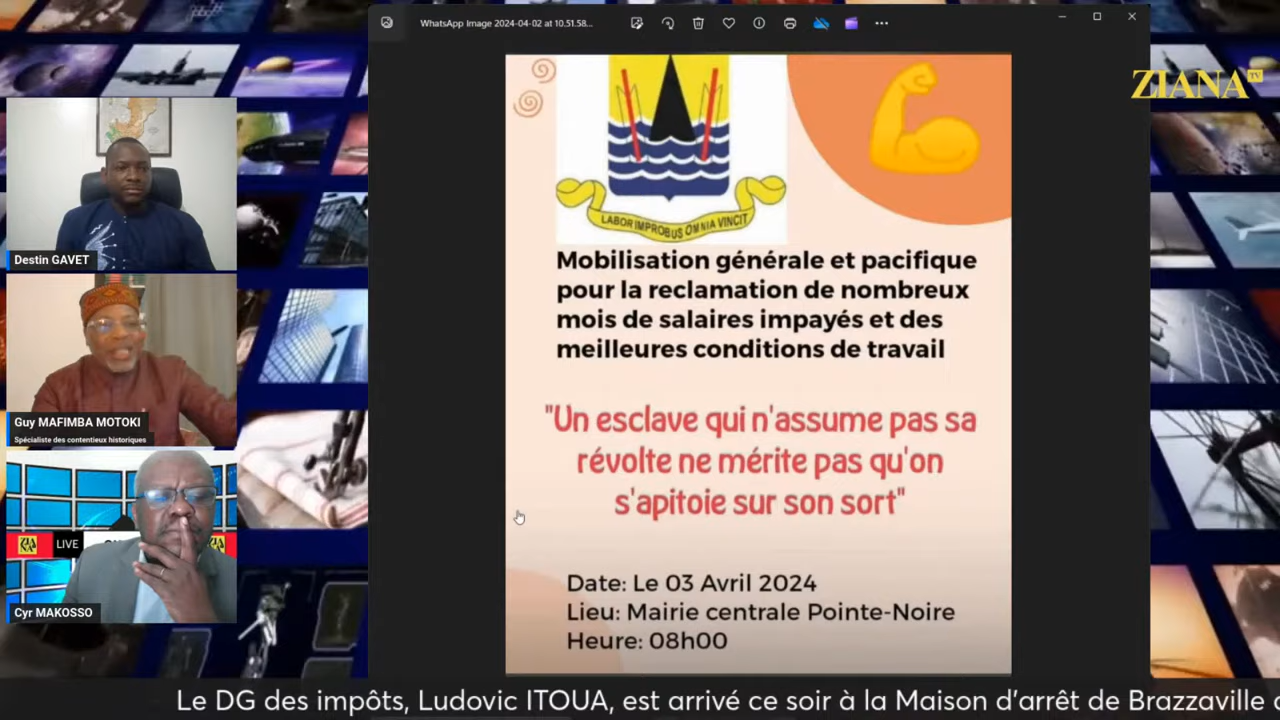 WhatsApp Image 2024-04-02 at 10.51.58...
ZIANA TV
LABOR IMPROBUS OMNIA VINCIT
Mobilisation générale et pacifique
pour la reclamation de nombreux
mois de salaires impayés et des
meilleures conditions de travail
"Un esclave qui n'assume pas sa
révolte ne mérite pas qu'on
s'apitoie sur son sort"
Date: Le 03 Avril 2024
Lieu: Mairie centrale Pointe-Noire
Heure: 08h00
Destin GAVET
Guy MAFIMBA MOTOKI
Spécialiste des contentieux historiques
LIVE
Cyr MAKOSSO
Le DG des impôts, Ludovic ITOUA, est arrivé ce soir à la Maison d'arrêt de Brazzaville